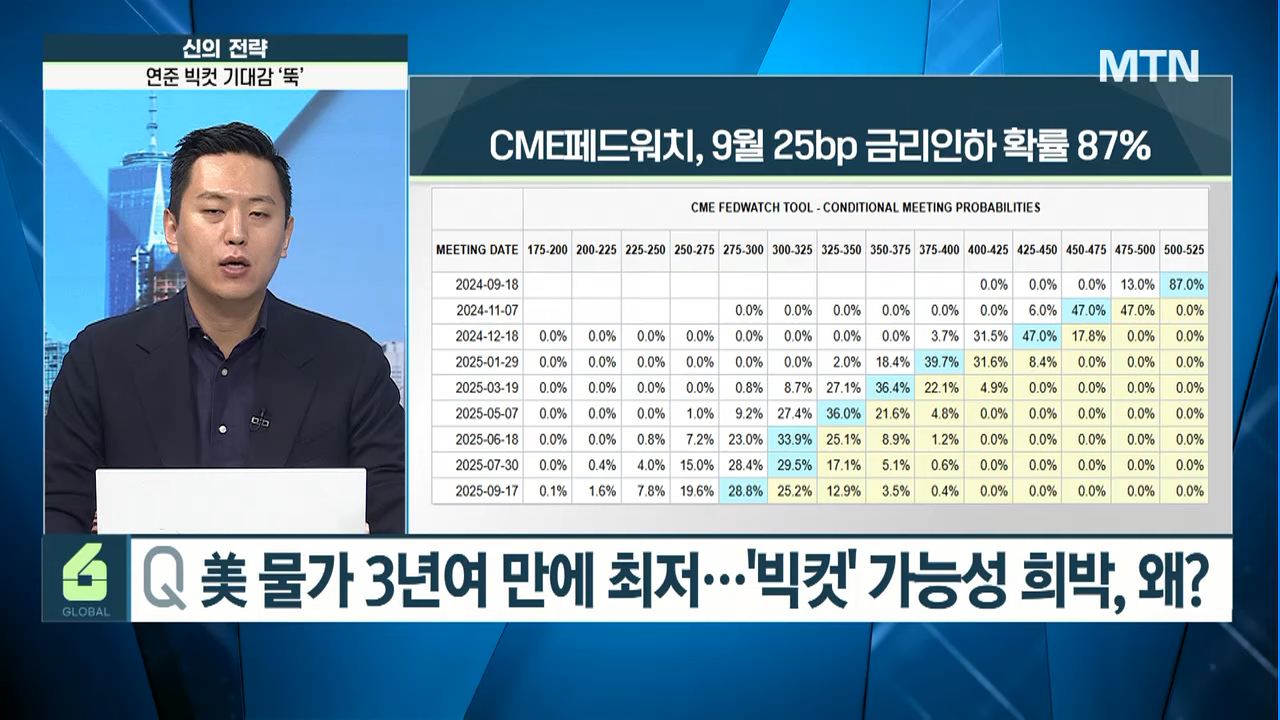 신의 전략
연준 빅컷 기대감 ‘뚝’
MTN
CME페드워치, 9월 25bp 금리인하 확률 87%
CME FEDWATCH TOOL - CONDITIONAL MEETING PROBABILITIES
MEETING DATE 175-200 200-225 225-250 250-275 275-300 300-325 325-350 350-375 375-400 400-425 425-450 450-475 475-500 500-525
2024-09-18 0.0% 0.0% 0.0% 13.0% 87.0%
2024-11-07 0.0% 0.0% 0.0% 0.0% 0.0% 0.0% 6.0% 47.0% 47.0% 0.0%
2024-12-18 0.0% 0.0% 0.0% 0.0% 0.0% 0.0% 0.0% 0.0% 3.7% 31.5% 47.0% 17.8% 0.0% 0.0%
2025-01-29 0.0% 0.0% 0.0% 0.0% 0.0% 0.0% 2.0% 18.4% 39.7% 31.6% 8.4% 0.0% 0.0% 0.0%
2025-03-19 0.0% 0.0% 0.0% 0.0% 0.8% 8.7% 27.1% 36.4% 22.1% 4.9% 0.0% 0.0% 0.0% 0.0%
2025-05-07 0.0% 0.0% 0.0% 1.0% 9.2% 27.4% 36.0% 21.6% 4.8% 0.0% 0.0% 0.0% 0.0% 0.0%
2025-06-18 0.0% 0.0% 0.8% 7.2% 23.0% 33.9% 25.1% 8.9% 1.2% 0.0% 0.0% 0.0% 0.0% 0.0%
2025-07-30 0.0% 0.4% 4.0% 15.0% 28.4% 29.5% 17.1% 5.1% 0.6% 0.0% 0.0% 0.0% 0.0% 0.0%
2025-09-17 0.1% 1.6% 7.8% 19.6% 28.8% 25.2% 12.9% 3.5% 0.4% 0.0% 0.0% 0.0% 0.0% 0.0%
6 GLOBAL
Q 美 물가 3년여 만에 최저…'빅컷' 가능성 희박, 왜?